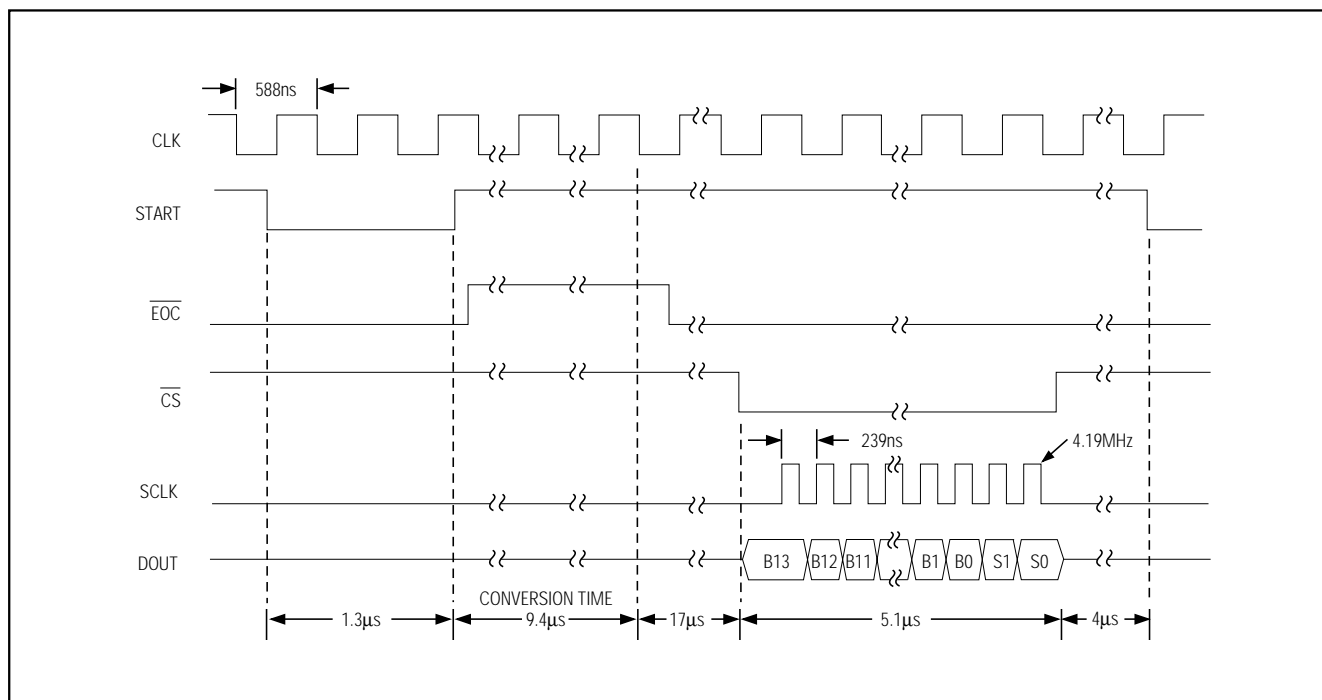 588ns
CLK
START
EOC
CS
239ns
4.19MHz
SCLK
DOUT
B13 B12 B11 B1 B0 S1 S0
CONVERSION TIME
1.3µs 9.4µs 17µs 5.1µs 4µs